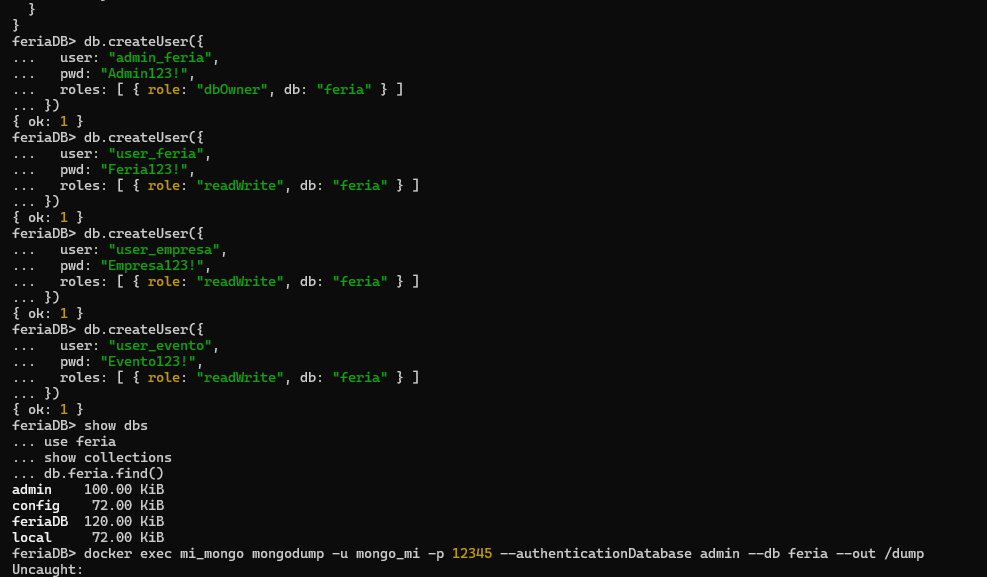 }
}
feriaDB> db.createUser({
...   user: "admin_feria",
...   pwd: "Admin123!",
...   roles: [ { role: "dbOwner", db: "feria" } ]
... })
{ ok: 1 }
feriaDB> db.createUser({
...   user: "user_feria",
...   pwd: "Feria123!",
...   roles: [ { role: "readWrite", db: "feria" } ]
... })
{ ok: 1 }
feriaDB> db.createUser({
...   user: "user_empresa",
...   pwd: "Empresa123!",
...   roles: [ { role: "readWrite", db: "feria" } ]
... })
{ ok: 1 }
feriaDB> db.createUser({
...   user: "user_evento",
...   pwd: "Evento123!",
...   roles: [ { role: "readWrite", db: "feria" } ]
... })
{ ok: 1 }
feriaDB> show dbs
... use feria
... show collections
... db.feria.find()
admin    100.00 KiB
config    72.00 KiB
feriaDB  120.00 KiB
local     72.00 KiB
feriaDB> docker exec mi_mongo mongodump -u mongo_mi -p 12345 --authenticationDatabase admin --db feria --out /dump
Uncaught: